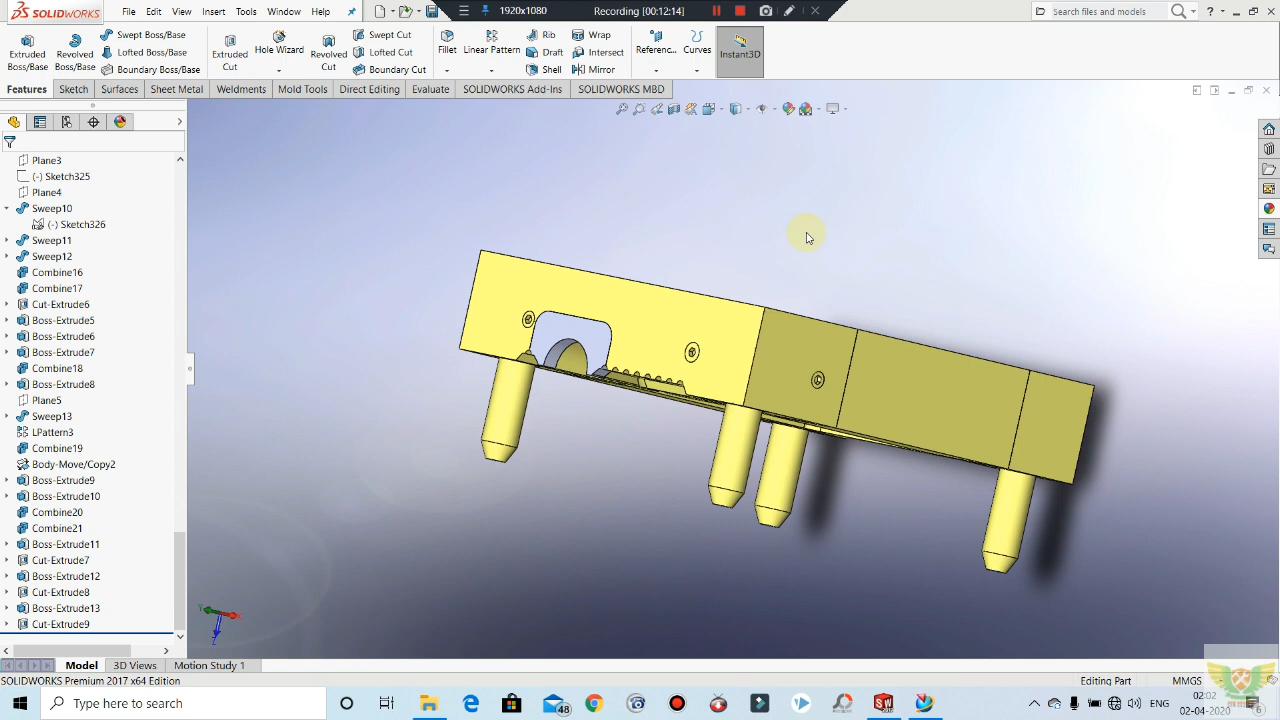 SOLIDWORKS File Edit View Insert Tools Window Help 1920x1080 Recording [00:12:14] Search files and models ?
Extruded Boss/Base Revolved Boss/Base Swept Boss/Base Extruded Cut Hole Wizard Revolved Cut Swept Cut Fillet Linear Pattern Rib Wrap Referenc... Curves Instant3D
Lofted Boss/Base Lofted Cut Draft Intersect
Boundary Boss/Base Boundary Cut Shell Mirror
Features Sketch Surfaces Sheet Metal Weldments Mold Tools Direct Editing Evaluate SOLIDWORKS Add-Ins SOLIDWORKS MBD
Plane3
(-) Sketch325
Plane4
Sweep10
(-) Sketch326
Sweep11
Sweep12
Combine16
Combine17
Cut-Extrude6
Boss-Extrude5
Boss-Extrude6
Boss-Extrude7
Combine18
Boss-Extrude8
Plane5
Sweep13
LPattern3
Combine19
Body-Move/Copy2
Boss-Extrude9
Boss-Extrude10
Combine20
Combine21
Boss-Extrude11
Cut-Extrude7
Boss-Extrude12
Cut-Extrude8
Boss-Extrude13
Cut-Extrude9
Model 3D Views Motion Study 1
SOLIDWORKS Premium 2017 x64 Edition Editing Part MMGS
Type here to search 48 ENG 02:02
02-04-2020 6